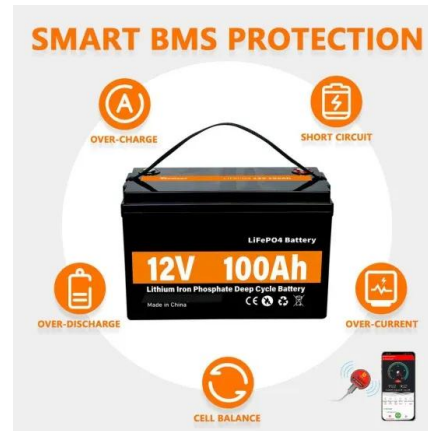 SMART BMS PROTECTION
A
OVER-CHARGE
SHORT CIRCUIT
LiFePO4 Battery
12V 100Ah
Lithium Iron Phosphate Deep Cycle Battery
Made in China
CE
OVER-DISCHARGE
OVER-CURRENT
CELL BALANCE